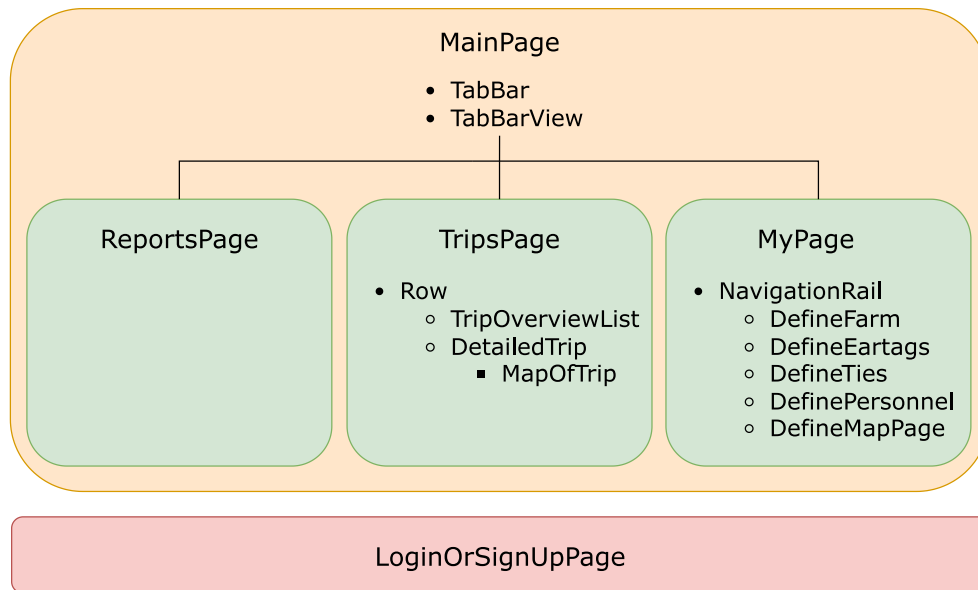 MainPage
• TabBar
• TabBarView
ReportsPage
TripsPage
• Row
○ TripOverviewList
○ DetailedTrip
▪ MapOfTrip
MyPage
• NavigationRail
○ DefineFarm
○ DefineEartags
○ DefineTies
○ DefinePersonnel
○ DefineMapPage
LoginOrSignUpPage